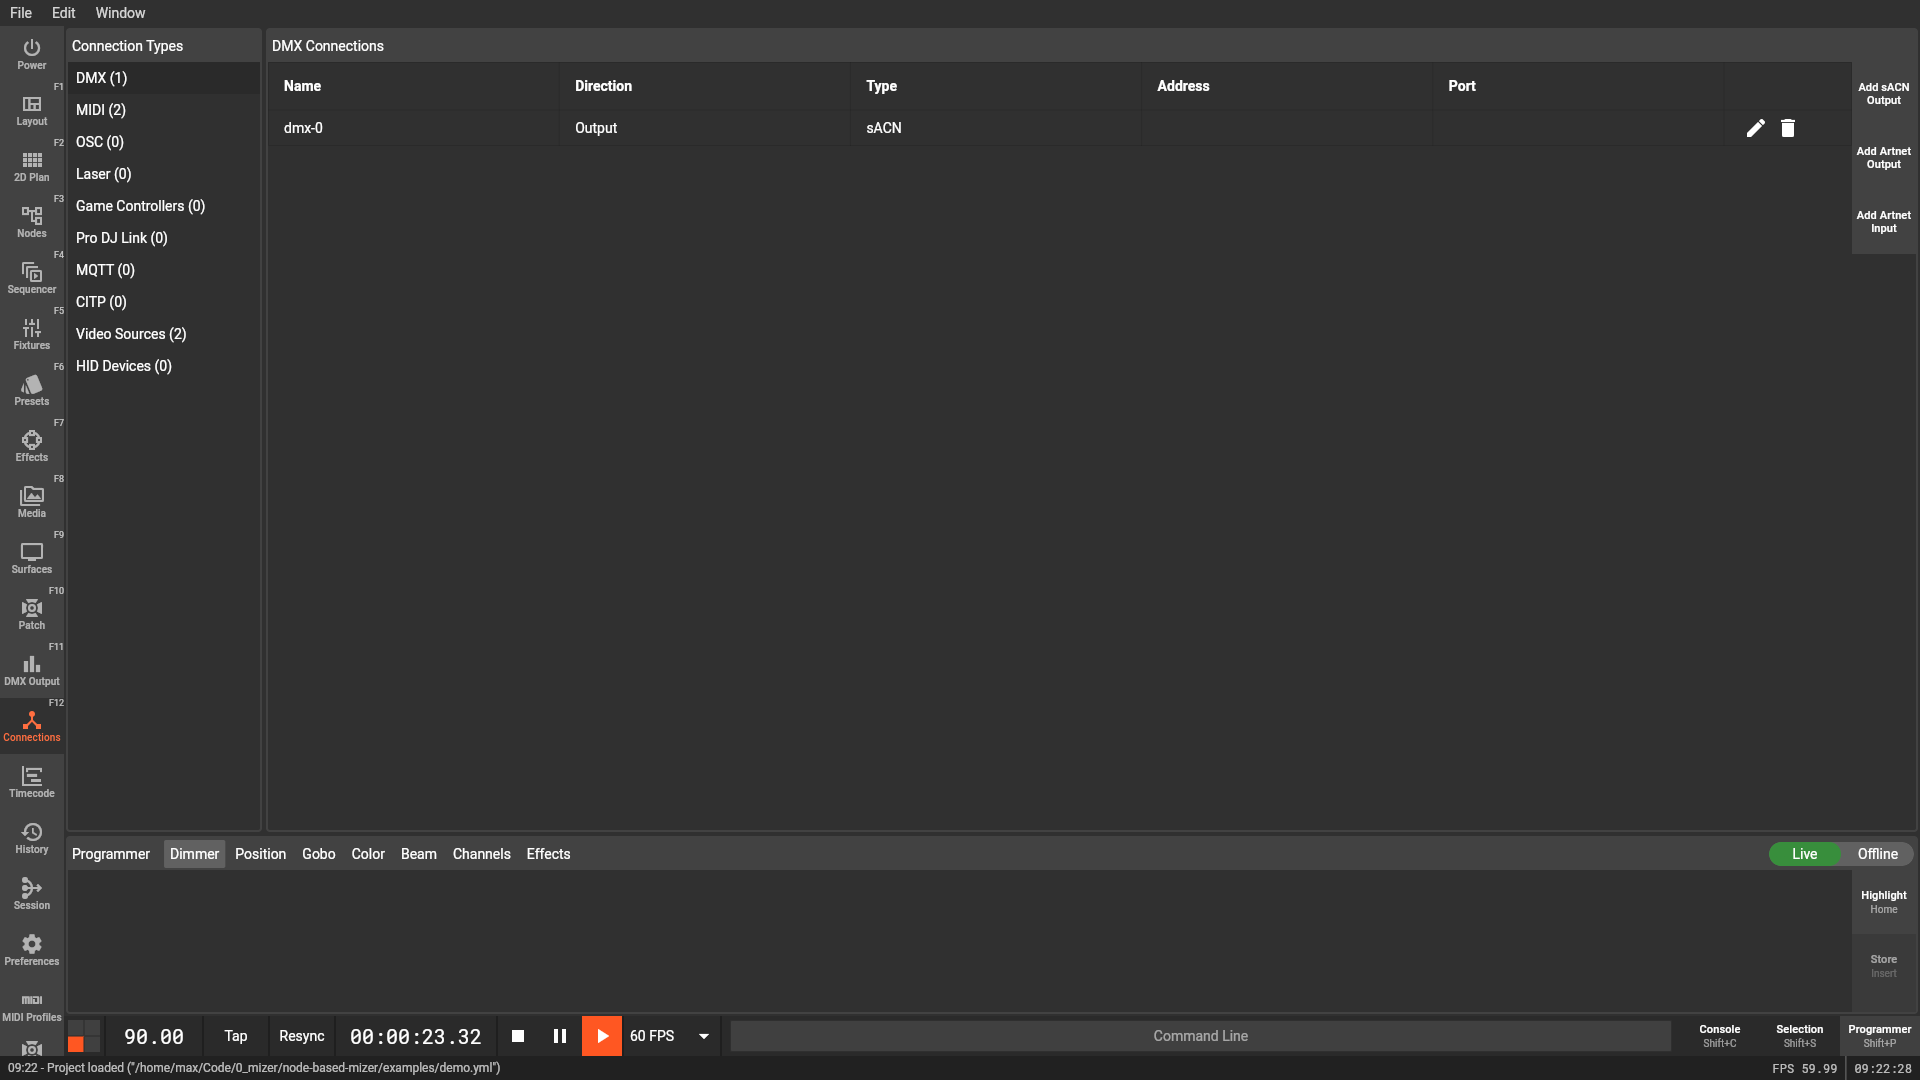 File Edit Window
Power
F1
Layout
F2
2D Plan
F3
Nodes
F4
Sequencer
F5
Fixtures
F6
Presets
F7
Effects
F8
Media
F9
Surfaces
F10
Patch
F11
DMX Output
F12
Connections
Timecode
History
Session
Preferences
MIDI
MIDI Profiles
Connection Types
DMX (1)
MIDI (2)
OSC (0)
Laser (0)
Game Controllers (0)
Pro DJ Link (0)
MQTT (0)
CITP (0)
Video Sources (2)
HID Devices (0)
DMX Connections
Name Direction Type Address Port
dmx-0 Output sACN
Add sACN
Output
Add Artnet
Output
Add Artnet
Input
Programmer Dimmer Position Gobo Color Beam Channels Effects
Live Offline
Highlight
Home
Store
Insert
90.00 Tap Resync 00:00:23.32 60 FPS Command Line
Console
Shift+C
Selection
Shift+S
Programmer
Shift+P
09:22 - Project loaded ("/home/max/Code/0_mizer/node-based-mizer/examples/demo.yml")
FPS 59.99 09:22:28